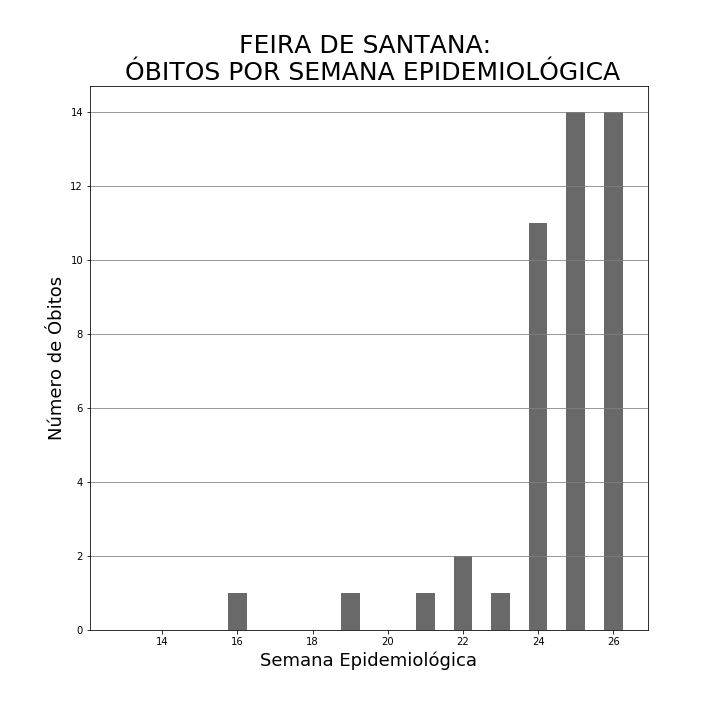 FEIRA DE SANTANA:
ÓBITOS POR SEMANA EPIDEMIOLÓGICA
14
12
10
8
6
4
2
0
Número de Óbitos
14 16 18 20 22 24 26
Semana Epidemiológica